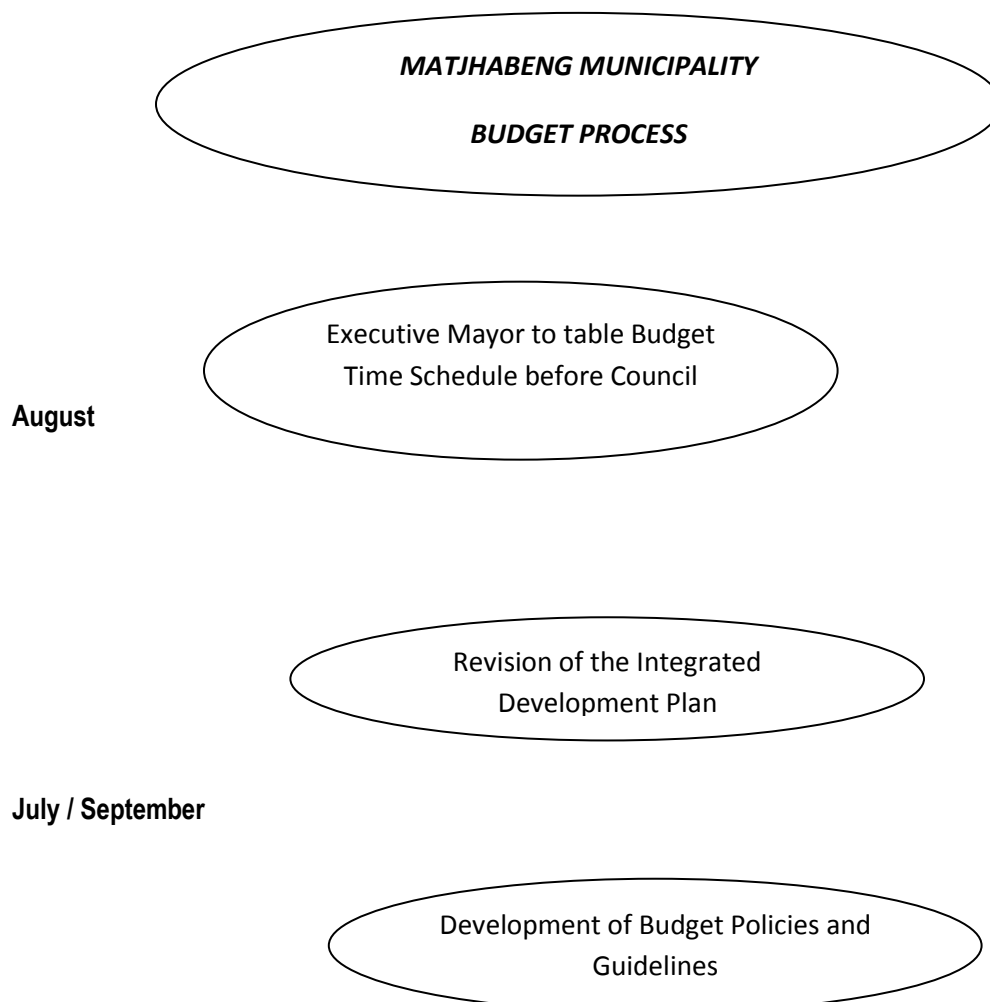 MATJHABENG MUNICIPALITY
BUDGET PROCESS
Executive Mayor to table Budget
Time Schedule before Council
August
Revision of the Integrated
Development Plan
July / September
Development of Budget Policies and
Guidelines